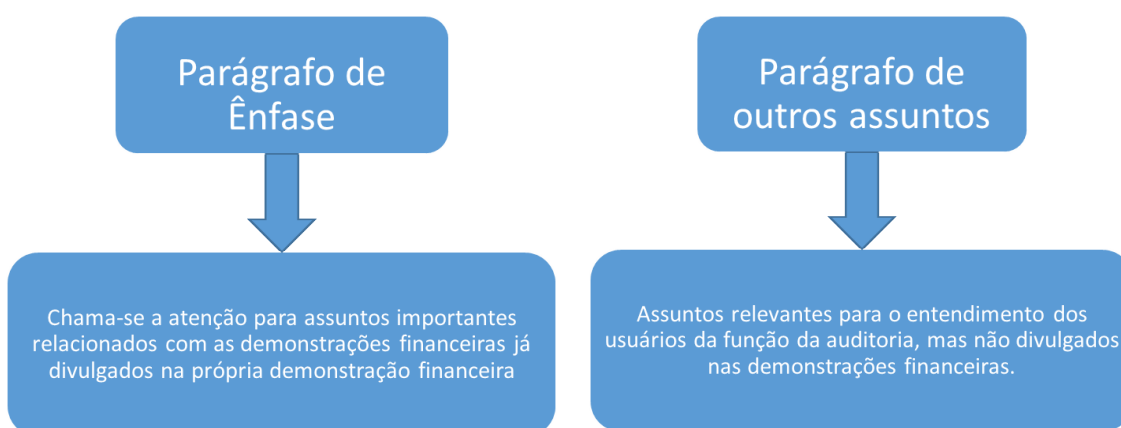 Parágrafo de
Ênfase
Chama-se a atenção para assuntos importantes
relacionados com as demonstrações financeiras já
divulgados na própria demonstração financeira
Parágrafo de
outros assuntos
Assuntos relevantes para o entendimento dos
usuários da função da auditoria, mas não divulgados
nas demonstrações financeiras.